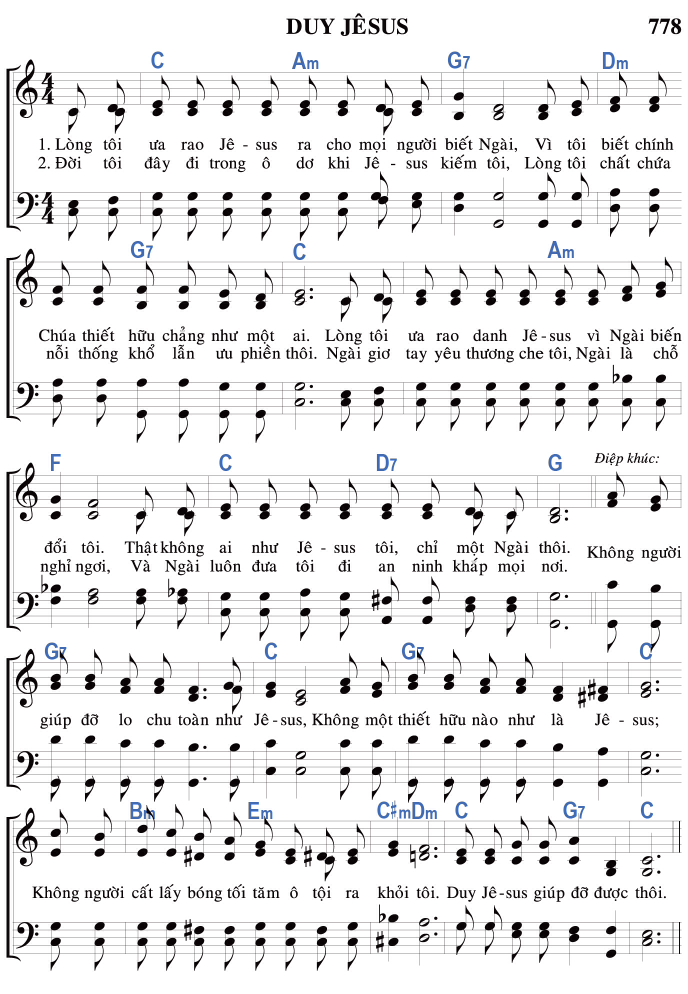 DUY JÊSUS 778
C Am G7 Dm
1. Lòng tôi ưa rao Jê - sus ra cho mọi người biết Ngài, Vì tôi biết chính
2. Đời tôi đây đi trong ô dơ khi Jê - sus kiếm tôi, Lòng tôi chất chứa
G7 C Am
Chúa thiết hữu chẳng như một ai. Lòng tôi ưa rao danh Jê - sus vì Ngài biến
nỗi thống khổ lẫn ưu phiền thôi. Ngài giơ tay yêu thương che tôi, Ngài là chỗ
F C D7 G Điệp khúc:
đổi tôi. Thật không ai như Jê - sus tôi, chỉ một Ngài thôi. Không người
nghỉ ngơi, Và Ngài luôn đưa tôi đi an ninh khắp mọi nơi.
G7 C G7 C
giúp đỡ lo chu toàn như Jê - sus, Không một thiết hữu nào như là Jê - sus;
Bm Em C#mDm C G7 C
Không người cất lấy bóng tối tăm ô tội ra khỏi tôi. Duy Jê - sus giúp đỡ được thôi.